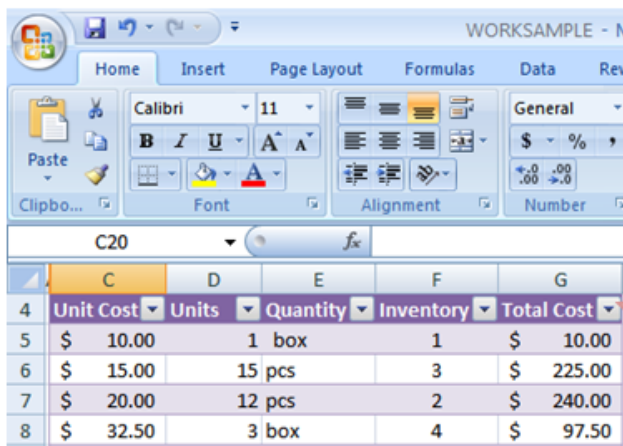 WORKSAMPLE -
Home Insert Page Layout Formulas Data Rev
Paste Calibri 11 General
B I U A A $ % ,
.0 .00 .00 .0
Clipbo... Font Alignment Number
C20 fx
C D E F G
4 Unit Cost Units Quantity Inventory Total Cost
5 $ 10.00 1 box 1 $ 10.00
6 $ 15.00 15 pcs 3 $ 225.00
7 $ 20.00 12 pcs 2 $ 240.00
8 $ 32.50 3 box 4 $ 97.50